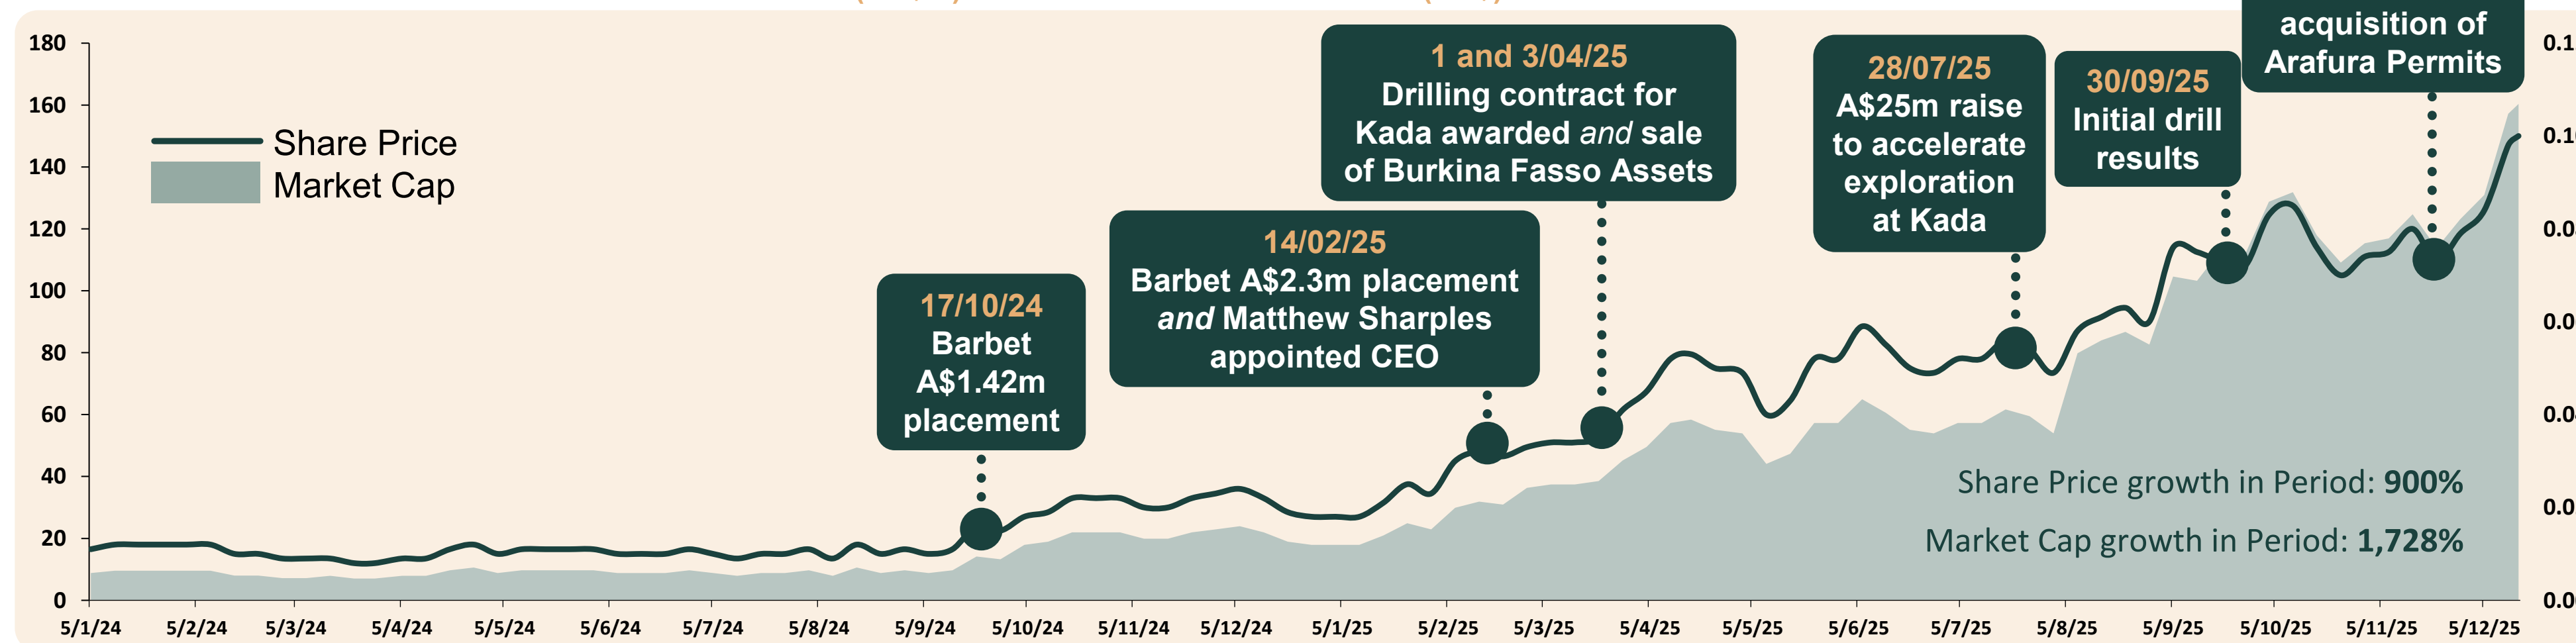 acquisition of
Arafura Permits
1 and 3/04/25
Drilling contract for
Kada awarded and sale
of Burkina Fasso Assets
28/07/25
A$25m raise
to accelerate
exploration
at Kada
30/09/25
Initial drill
results
14/02/25
Barbet A$2.3m placement
and Matthew Sharples
appointed CEO
17/10/24
Barbet
A$1.42m
placement
Share Price
Market Cap
180
160
140
120
100
80
60
40
20
0
Share Price growth in Period: 900%
Market Cap growth in Period: 1,728%
5/1/24 5/2/24 5/3/24 5/4/24 5/5/24 5/6/24 5/7/24 5/8/24 5/9/24 5/10/24 5/11/24 5/12/24 5/1/25 5/2/25 5/3/25 5/4/25 5/5/25 5/6/25 5/7/25 5/8/25 5/9/25 5/10/25 5/11/25 5/12/25